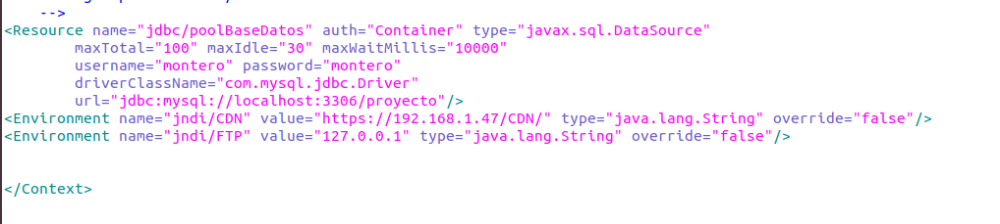 -->
<Resource name="jdbc/poolBaseDatos" auth="Container" type="javax.sql.DataSource"
maxTotal="100" maxIdle="30" maxWaitMillis="10000"
username="montero" password="montero"
driverClassName="com.mysql.jdbc.Driver"
url="jdbc:mysql://localhost:3306/proyecto"/>
<Environment name="jndi/CDN" value="https://192.168.1.47/CDN/" type="java.lang.String" override="false"/>
<Environment name="jndi/FTP" value="127.0.0.1" type="java.lang.String" override="false"/>
</Context>